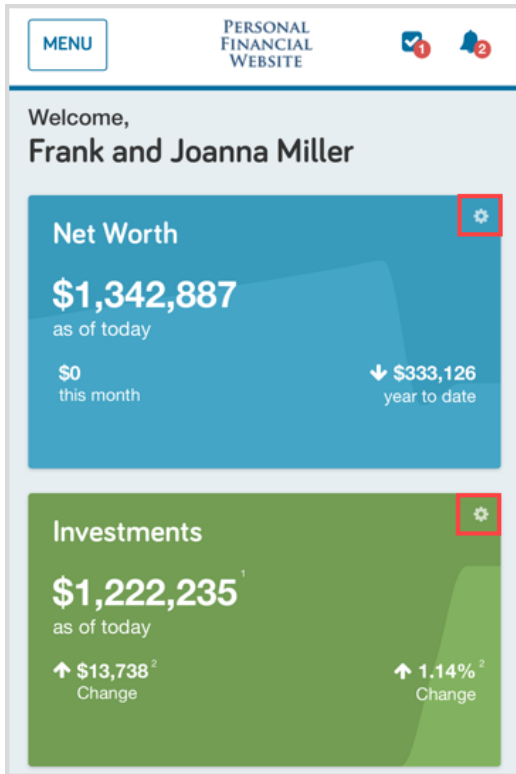 MENU
PERSONAL
FINANCIAL
WEBSITE
1
2
Welcome,
Frank and Joanna Miller
Net Worth
$1,342,887
as of today
$0
this month
$333,126
year to date
Investments
$1,222,235 1
as of today
$13,738 2
Change
1.14% 2
Change